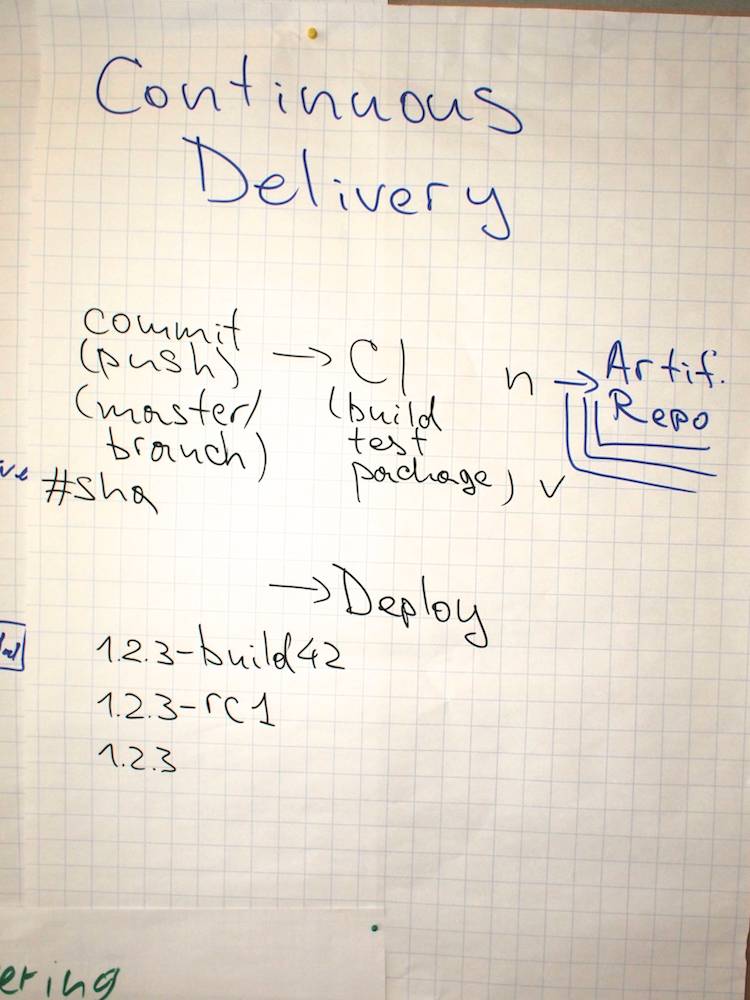 Continuous
Delivery
commit
(push)
(master/
branch)
#sha
→ CI
(build
test
package)
n
v
→ Artif.
Repo
→ Deploy
1.2.3-build42
1.2.3-rc1
1.2.3
ering